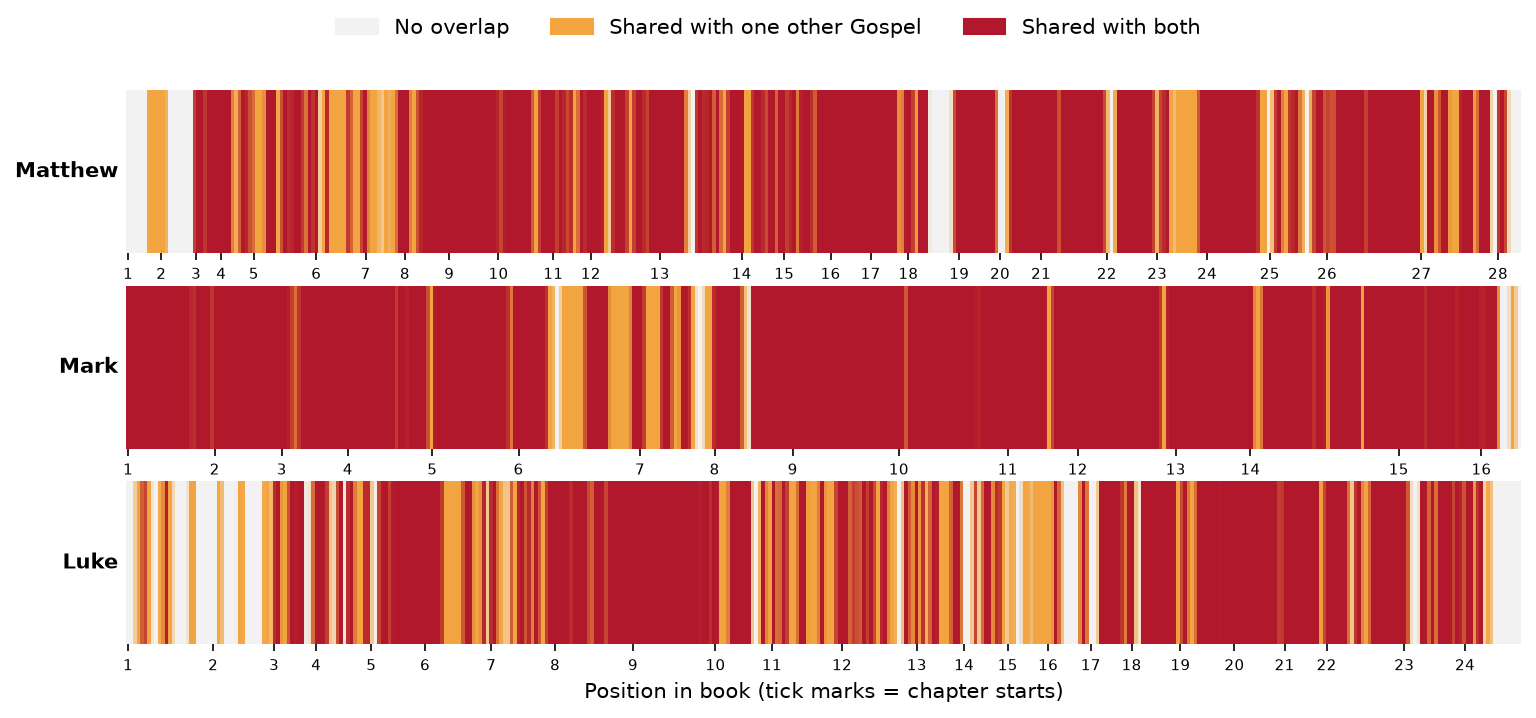 No overlap Shared with one other Gospel Shared with both
Matthew
1 2 3 4 5 6 7 8 9 10 11 12 13 14 15 16 17 18 19 20 21 22 23 24 25 26 27 28
Mark
1 2 3 4 5 6 7 8 9 10 11 12 13 14 15 16
Luke
1 2 3 4 5 6 7 8 9 10 11 12 13 14 15 16 17 18 19 20 21 22 23 24
Position in book (tick marks = chapter starts)